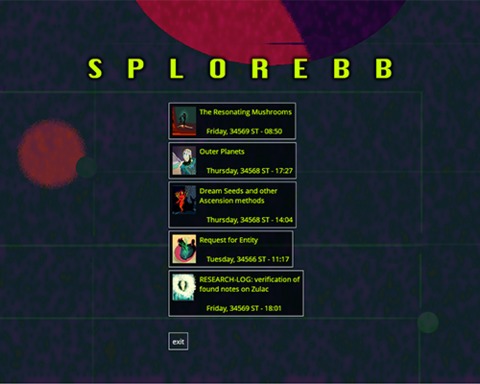 SPLOREBB
The Resonating Mushrooms
Friday, 34569 ST - 08:50
Outer Planets
Thursday, 34568 ST - 17:27
Dream Seeds and other
Ascension methods
Thursday, 34568 ST - 14:04
Request for Entity
Tuesday, 34566 ST - 11:17
RESEARCH-LOG: verification of
found notes on Zulac
Friday, 34569 ST - 18:01
exit